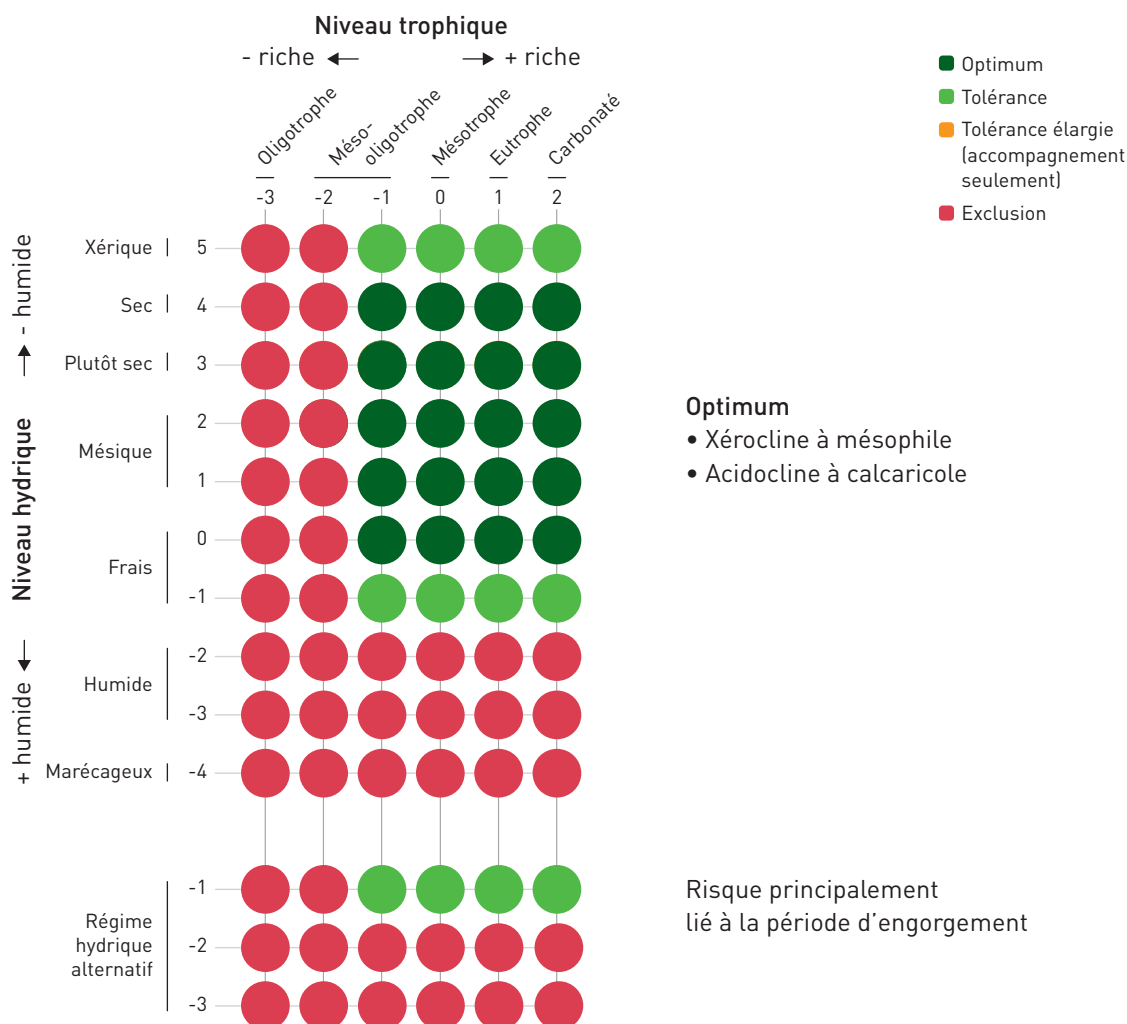 Niveau trophique
- riche ← → + riche
Oligotrophe
Méso-
oligotrophe
Mésotrophe
Eutrophe
Carbonaté
-3 -2 -1 0 1 2
Optimum
Tolérance
Tolérance élargie
(accompagnement
seulement)
Exclusion
Niveau hydrique
→ - humide
+ humide ←
Xérique 5
Sec 4
Plutôt sec 3
Mésique
2
1
Frais
0
-1
Humide
-2
-3
Marécageux -4
Régime
hydrique
alternatif
-1
-2
-3
Optimum
• Xérocline à mésophile
• Acidocline à calcaricole
Risque principalement
lié à la période d'engorgement